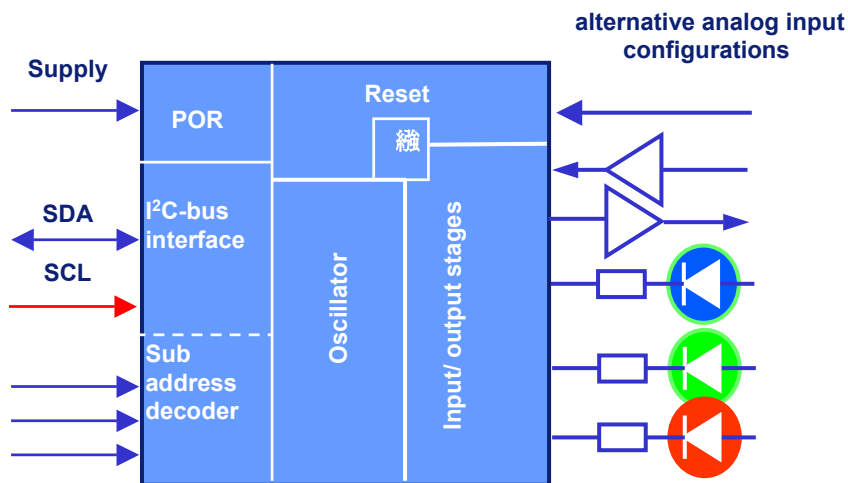 alternative analog input
configurations
Supply
POR
Reset
繈
SDA
I²C-bus
interface
SCL
Sub
address
decoder
Oscillator
Input/ output stages